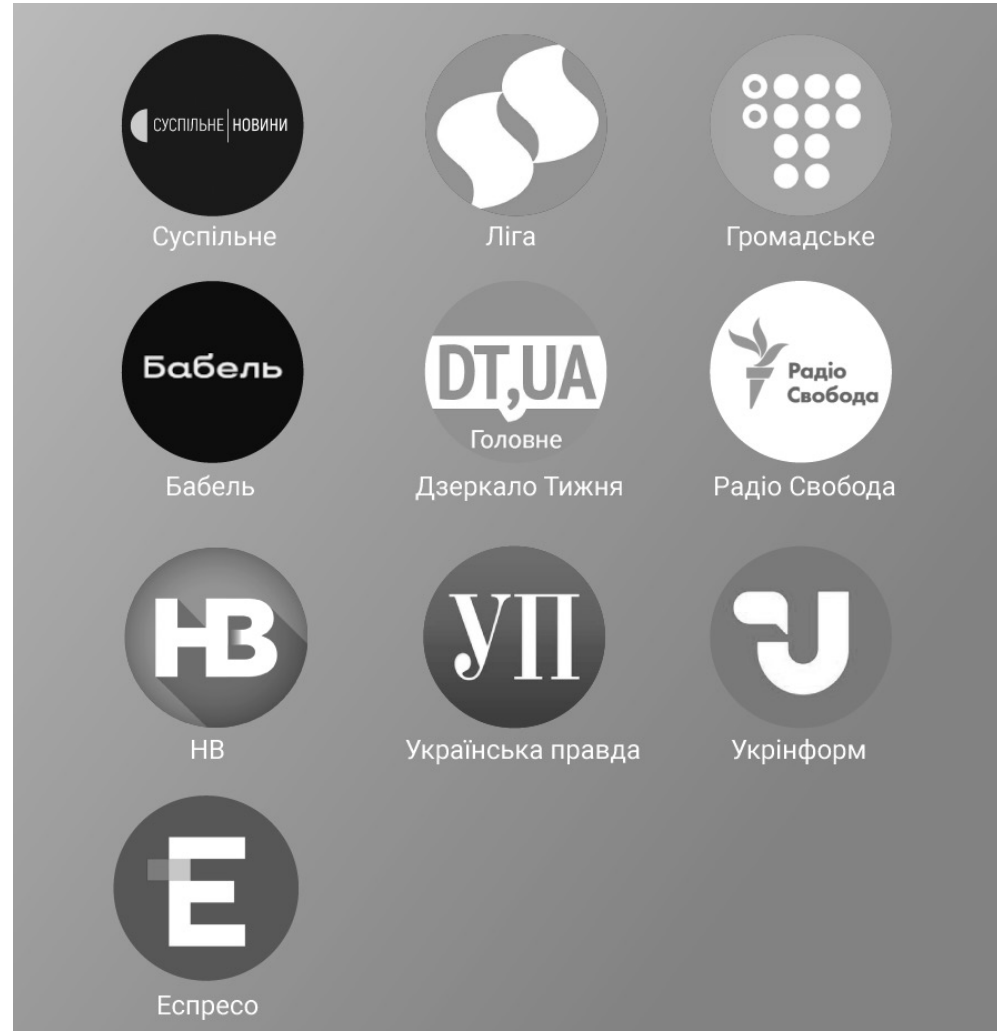 СУСПІЛЬНЕ НОВИНИ
Суспільне
Ліга
Громадське
Бабель
Бабель
DT,UA
Головне
Дзеркало Тижня
Радіо
Свобода
Радіо Свобода
НВ
НВ
УП
Українська правда
Укрінформ
Е
Еспресо